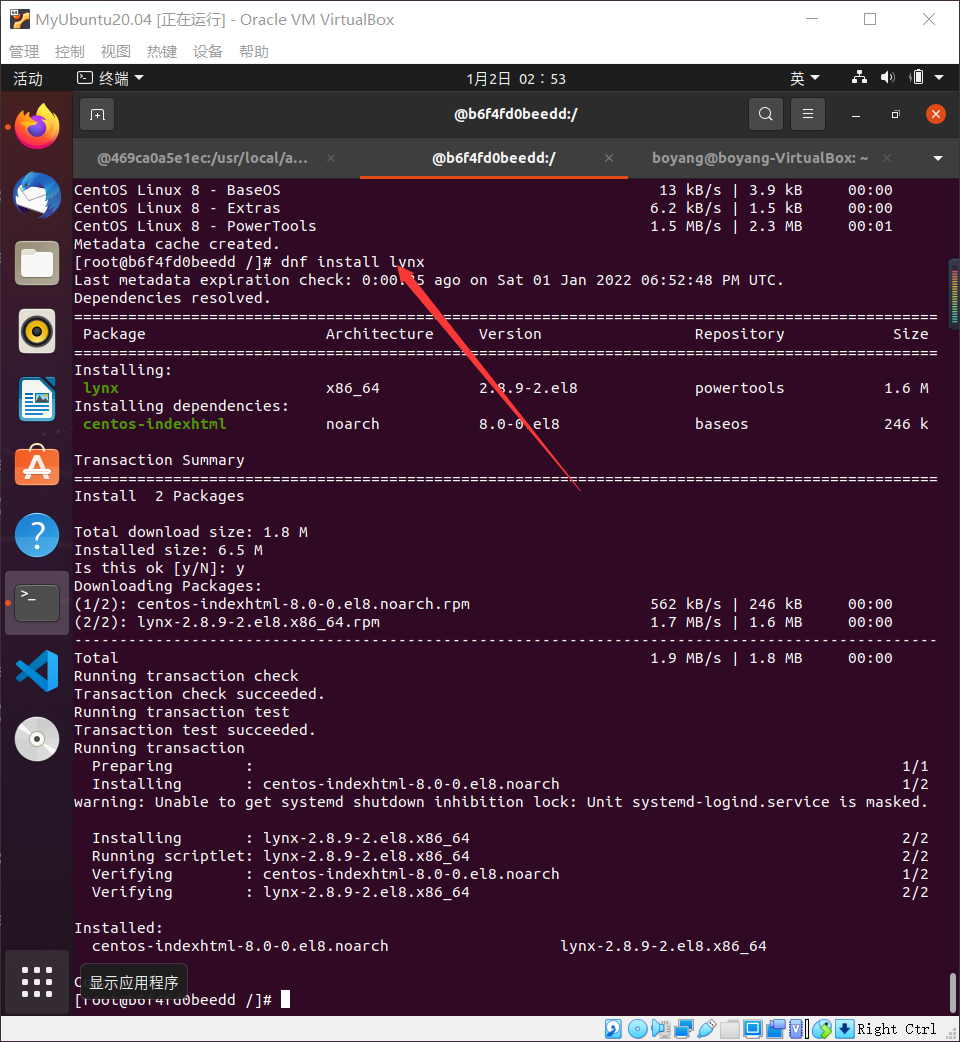 MyUbuntu20.04 [正在运行] - Oracle VM VirtualBox
管理 控制 视图 热键 设备 帮助
活动 终端 1月2日 02：53 英
@b6f4fd0beedd:/
@469ca0a5e1ec:/usr/local/a... × @b6f4fd0beedd:/ × boyang@boyang-VirtualBox: ~ ×
CentOS Linux 8 - BaseOS 13 kB/s | 3.9 kB 00:00
CentOS Linux 8 - Extras 6.2 kB/s | 1.5 kB 00:00
CentOS Linux 8 - PowerTools 1.5 MB/s | 2.3 MB 00:01
Metadata cache created.
[root@b6f4fd0beedd /]# dnf install lynx
Last metadata expiration check: ago on Sat 01 Jan 2022 06:52:48 PM UTC.
Dependencies resolved.
================================================================================================
Package Architecture Version Repository Size
================================================================================================
Installing:
lynx x86_64 2.8.9-2.el8 powertools 1.6 M
Installing dependencies:
centos-indexhtml noarch 8.0-0.el8 baseos 246 k
Transaction Summary
================================================================================================
Install 2 Packages
Total download size: 1.8 M
Installed size: 6.5 M
Is this ok [y/N]: y
Downloading Packages:
(1/2): centos-indexhtml-8.0-0.el8.noarch.rpm 562 kB/s | 246 kB 00:00
(2/2): lynx-2.8.9-2.el8.x86_64.rpm 1.7 MB/s | 1.6 MB 00:00
------------------------------------------------------------------------------------------------
Total 1.9 MB/s | 1.8 MB 00:00
Running transaction check
Transaction check succeeded.
Running transaction test
Transaction test succeeded.
Running transaction
Preparing : 1/1
Installing : centos-indexhtml-8.0-0.el8.noarch 1/2
warning: Unable to get systemd shutdown inhibition lock: Unit systemd-logind.service is masked.
Installing : lynx-2.8.9-2.el8.x86_64 2/2
Running scriptlet: lynx-2.8.9-2.el8.x86_64 2/2
Verifying : centos-indexhtml-8.0-0.el8.noarch 1/2
Verifying : lynx-2.8.9-2.el8.x86_64 2/2
Installed:
centos-indexhtml-8.0-0.el8.noarch lynx-2.8.9-2.el8.x86_64
显示应用程序
[root@b6f4fd0beedd /]#
Right Ctrl